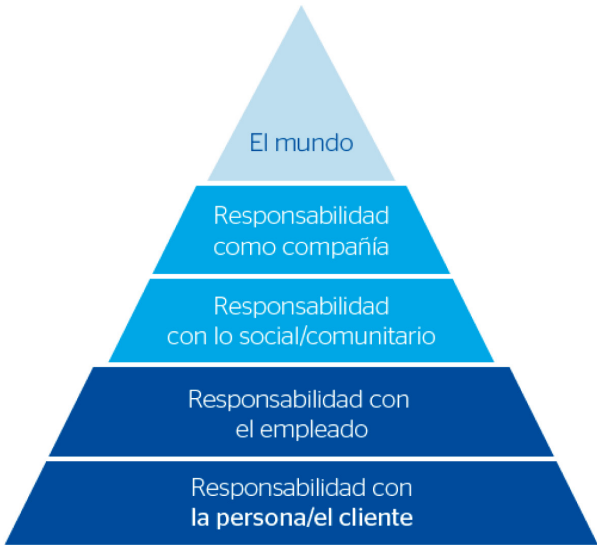 El mundo
Responsabilidad
como compañía
Responsabilidad
con lo social/comunitario
Responsabilidad con
el empleado
Responsabilidad con
la persona/el cliente